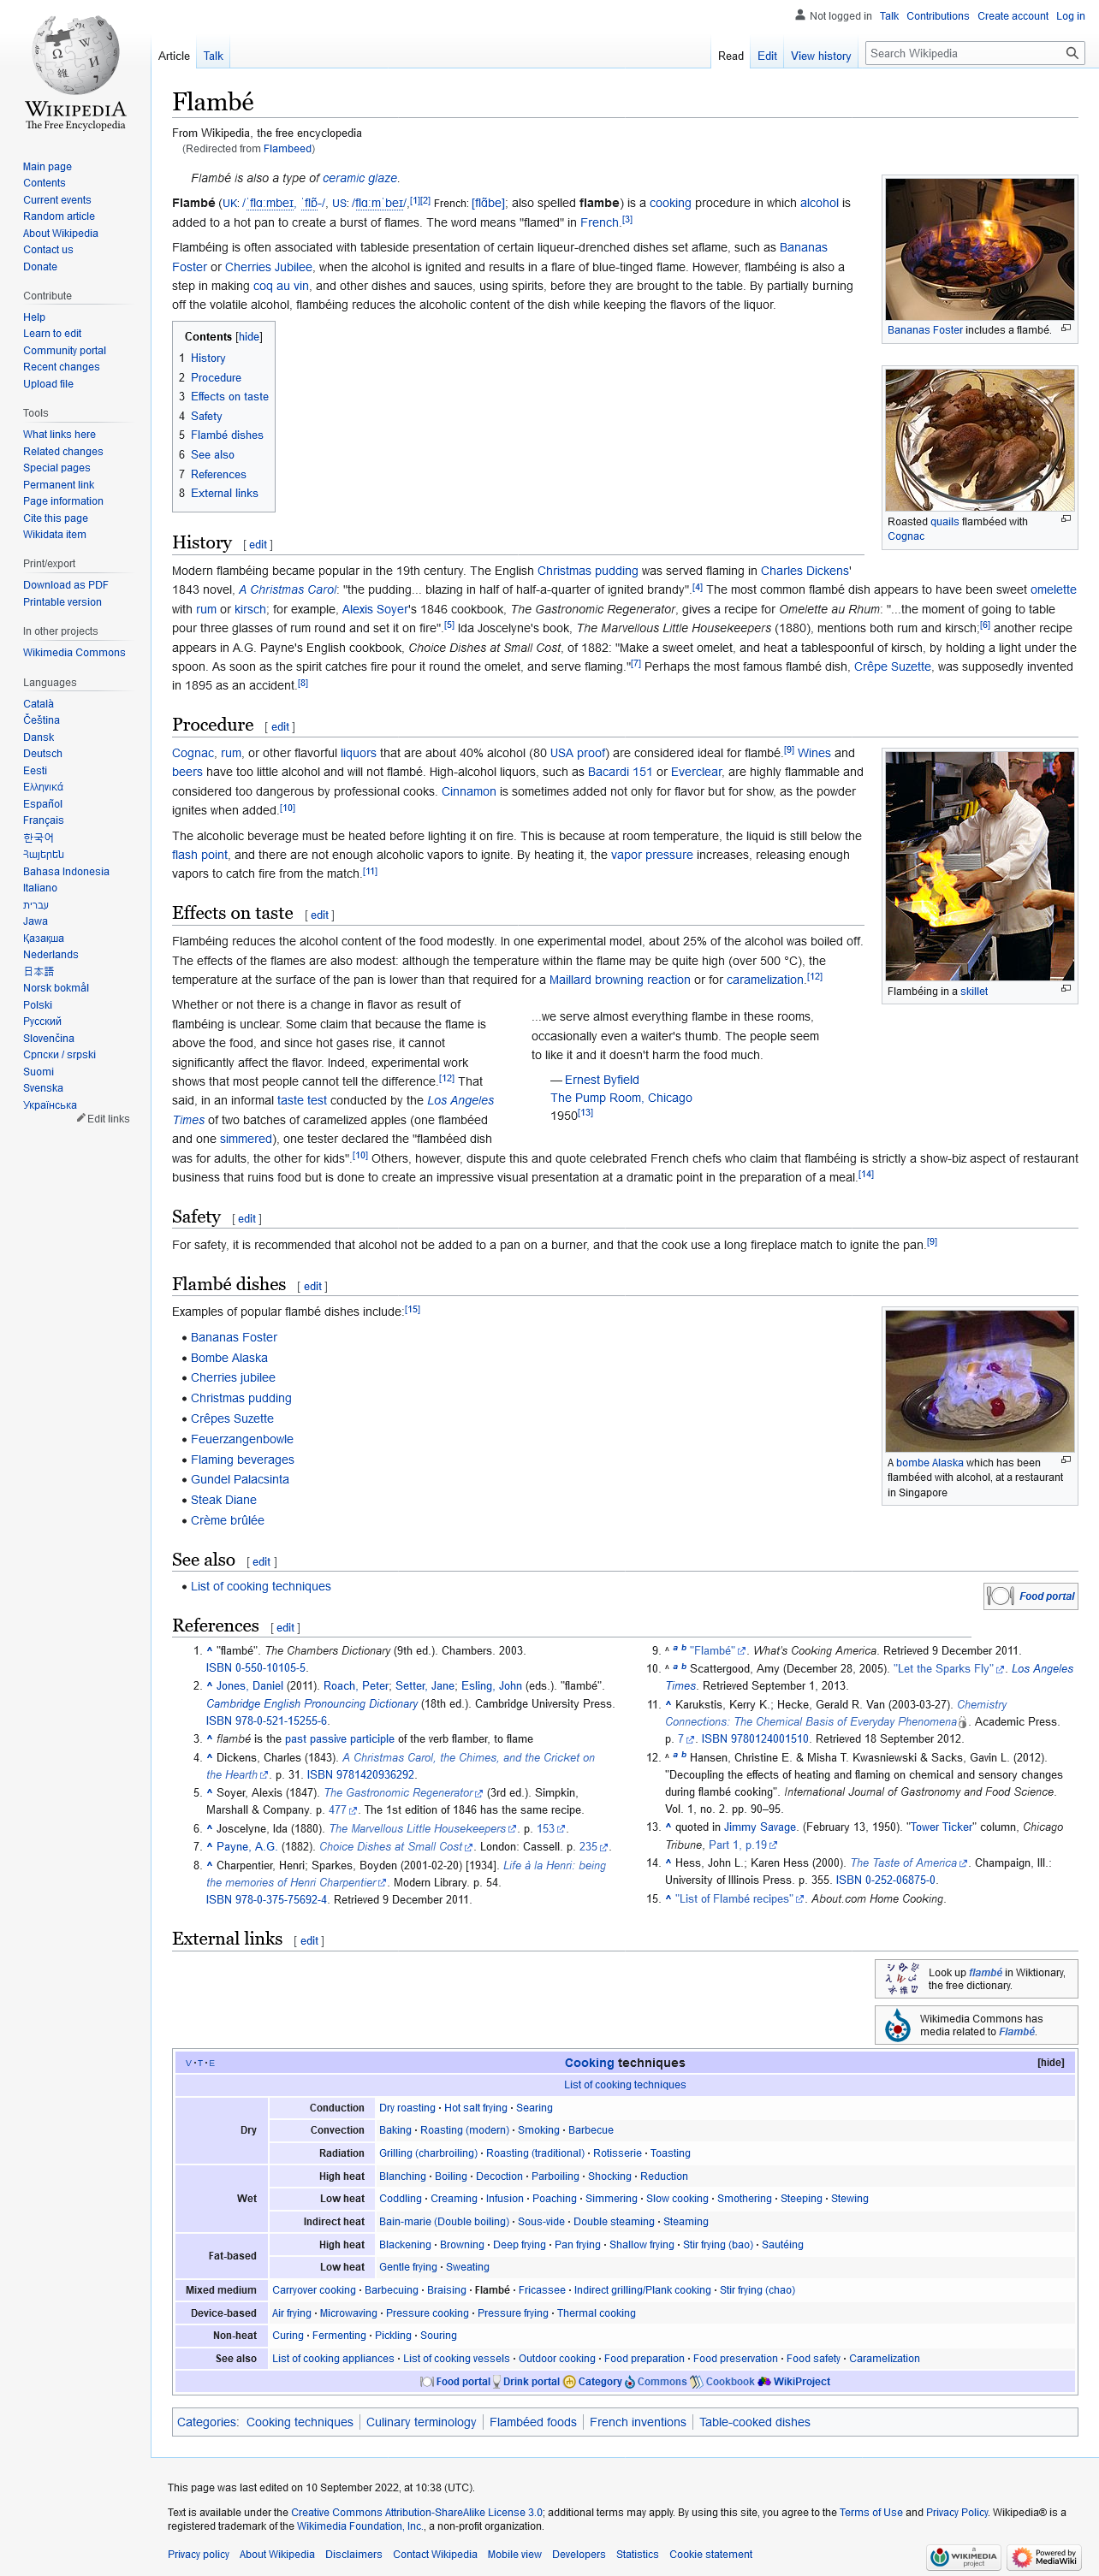 Not logged in Talk Contributions Create account Log in
Article Talk
Read Edit View history
Search Wikipedia
WIKIPEDIA
The Free Encyclopedia
Main page
Contents
Current events
Random article
About Wikipedia
Contact us
Donate
Contribute
Help
Learn to edit
Community portal
Recent changes
Upload file
Tools
What links here
Related changes
Special pages
Permanent link
Page information
Cite this page
Wikidata item
Print/export
Download as PDF
Printable version
In other projects
Wikimedia Commons
Languages
Català
Čeština
Dansk
Deutsch
Eesti
Ελληνικά
Español
Français
한국어
Հայերեն
Bahasa Indonesia
Italiano
עברית
Jawa
Қазақша
Nederlands
日本語
Norsk bokmål
Polski
Русский
Slovenčina
Српски / srpski
Suomi
Svenska
Українська
Edit links
Flambé
From Wikipedia, the free encyclopedia
(Redirected from Flambeed)
Flambé is also a type of ceramic glaze.
Flambé (UK: /ˈflɑːmbeɪ, ˈflɒ̃-/, US: /flɑːmˈbeɪ/,[1][2] French: [flɑ̃be]; also spelled flambe) is a cooking procedure in which alcohol is
added to a hot pan to create a burst of flames. The word means "flamed" in French.[3]
Flambéing is often associated with tableside presentation of certain liqueur-drenched dishes set aflame, such as Bananas
Foster or Cherries Jubilee, when the alcohol is ignited and results in a flare of blue-tinged flame. However, flambéing is also a
step in making coq au vin, and other dishes and sauces, using spirits, before they are brought to the table. By partially burning
off the volatile alcohol, flambéing reduces the alcoholic content of the dish while keeping the flavors of the liquor.
Bananas Foster includes a flambé.
Roasted quails flambéed with
Cognac
Contents [hide]
1 History
2 Procedure
3 Effects on taste
4 Safety
5 Flambé dishes
6 See also
7 References
8 External links
History [ edit ]
Modern flambéing became popular in the 19th century. The English Christmas pudding was served flaming in Charles Dickens'
1843 novel, A Christmas Carol: "the pudding... blazing in half of half-a-quarter of ignited brandy".[4] The most common flambé dish appears to have been sweet omelette
with rum or kirsch; for example, Alexis Soyer's 1846 cookbook, The Gastronomic Regenerator, gives a recipe for Omelette au Rhum: "...the moment of going to table
pour three glasses of rum round and set it on fire".[5] Ida Joscelyne's book, The Marvellous Little Housekeepers (1880), mentions both rum and kirsch;[6] another recipe
appears in A.G. Payne's English cookbook, Choice Dishes at Small Cost, of 1882: "Make a sweet omelet, and heat a tablespoonful of kirsch, by holding a light under the
spoon. As soon as the spirit catches fire pour it round the omelet, and serve flaming."[7] Perhaps the most famous flambé dish, Crêpe Suzette, was supposedly invented
in 1895 as an accident.[8]
Procedure [ edit ]
Cognac, rum, or other flavorful liquors that are about 40% alcohol (80 USA proof) are considered ideal for flambé.[9] Wines and
beers have too little alcohol and will not flambé. High-alcohol liquors, such as Bacardi 151 or Everclear, are highly flammable and
considered too dangerous by professional cooks. Cinnamon is sometimes added not only for flavor but for show, as the powder
ignites when added.[10]
The alcoholic beverage must be heated before lighting it on fire. This is because at room temperature, the liquid is still below the
flash point, and there are not enough alcoholic vapors to ignite. By heating it, the vapor pressure increases, releasing enough
vapors to catch fire from the match.[11]
Flambéing in a skillet
Effects on taste [ edit ]
Flambéing reduces the alcohol content of the food modestly. In one experimental model, about 25% of the alcohol was boiled off.
The effects of the flames are also modest: although the temperature within the flame may be quite high (over 500 °C), the
temperature at the surface of the pan is lower than that required for a Maillard browning reaction or for caramelization.[12]
Whether or not there is a change in flavor as a result of
flambéing is unclear. Some claim that because the flame is
above the food, and since hot gases rise, it cannot
significantly affect the flavor. Indeed, experimental work
shows that most people cannot tell the difference.[12] That
said, in an informal taste test conducted by the Los Angeles
Times of two batches of caramelized apples (one flambéed
and one simmered), one tester declared the "flambéed dish
was for adults, the other for kids".[10] Others, however, dispute this and quote celebrated French chefs who claim that flambéing is strictly a show-biz aspect of restaurant
business that ruins food but is done to create an impressive visual presentation at a dramatic point in the preparation of a meal.[14]
...we serve almost everything flambe in these rooms,
occasionally even a waiter's thumb. The people seem
to like it and it doesn't harm the food much.
— Ernest Byfield
The Pump Room, Chicago
1950[13]
Safety [ edit ]
For safety, it is recommended that alcohol not be added to a pan on a burner, and that the cook use a long fireplace match to ignite the pan.[9]
Flambé dishes [ edit ]
Examples of popular flambé dishes include:[15]
• Bananas Foster
• Bombe Alaska
• Cherries jubilee
• Christmas pudding
• Crêpes Suzette
• Feuerzangenbowle
• Flaming beverages
• Gundel Palacsinta
• Steak Diane
• Crème brûlée
A bombe Alaska which has been
flambéed with alcohol, at a restaurant
in Singapore
See also [ edit ]
• List of cooking techniques
Food portal
References [ edit ]
1. ^ "flambé". The Chambers Dictionary (9th ed.). Chambers. 2003.
ISBN 0-550-10105-5.
2. ^ Jones, Daniel (2011). Roach, Peter; Setter, Jane; Esling, John (eds.). "flambé".
Cambridge English Pronouncing Dictionary (18th ed.). Cambridge University Press.
ISBN 978-0-521-15255-6.
3. ^ flambé is the past passive participle of the verb flamber, to flame
4. ^ Dickens, Charles (1843). A Christmas Carol, the Chimes, and the Cricket on
the Hearth. p. 31. ISBN 9781420936292.
5. ^ Soyer, Alexis (1847). The Gastronomic Regenerator (3rd ed.). Simpkin,
Marshall & Company. p. 477. The 1st edition of 1846 has the same recipe.
6. ^ Joscelyne, Ida (1880). The Marvellous Little Housekeepers. p. 153.
7. ^ Payne, A.G. (1882). Choice Dishes at Small Cost. London: Cassell. p. 235.
8. ^ Charpentier, Henri; Sparkes, Boyden (2001-02-20) [1934]. Life à la Henri: being
the memories of Henri Charpentier. Modern Library. p. 54.
ISBN 978-0-375-75692-4. Retrieved 9 December 2011.
9. ^ a b "Flambé". What's Cooking America. Retrieved 9 December 2011.
10. ^ a b Scattergood, Amy (December 28, 2005). "Let the Sparks Fly". Los Angeles
Times. Retrieved September 1, 2013.
11. ^ Karukstis, Kerry K.; Hecke, Gerald R. Van (2003-03-27). Chemistry
Connections: The Chemical Basis of Everyday Phenomena. Academic Press.
p. 7. ISBN 9780124001510. Retrieved 18 September 2012.
12. ^ a b Hansen, Christine E. & Misha T. Kwasniewski & Sacks, Gavin L. (2012).
"Decoupling the effects of heating and flaming on chemical and sensory changes
during flambé cooking". International Journal of Gastronomy and Food Science.
Vol. 1, no. 2. pp. 90–95.
13. ^ quoted in Jimmy Savage. (February 13, 1950). "Tower Ticker" column, Chicago
Tribune, Part 1, p.19
14. ^ Hess, John L.; Karen Hess (2000). The Taste of America. Champaign, Ill.:
University of Illinois Press. p. 355. ISBN 0-252-06875-0.
15. ^ "List of Flambé recipes". About.com Home Cooking.
External links [ edit ]
Look up flambé in Wiktionary,
the free dictionary.
Wikimedia Commons has
media related to Flambé.
V · T · E Cooking techniques [hide]
List of cooking techniques
Dry
Conduction Dry roasting · Hot salt frying · Searing
Convection Baking · Roasting (modern) · Smoking · Barbecue
Radiation Grilling (charbroiling) · Roasting (traditional) · Rotisserie · Toasting
Wet
High heat Blanching · Boiling · Decoction · Parboiling · Shocking · Reduction
Low heat Coddling · Creaming · Infusion · Poaching · Simmering · Slow cooking · Smothering · Steeping · Stewing
Indirect heat Bain-marie (Double boiling) · Sous-vide · Double steaming · Steaming
Fat-based
High heat Blackening · Browning · Deep frying · Pan frying · Shallow frying · Stir frying (bao) · Sautéing
Low heat Gentle frying · Sweating
Mixed medium Carryover cooking · Barbecuing · Braising · Flambé · Fricassee · Indirect grilling/Plank cooking · Stir frying (chao)
Device-based Air frying · Microwaving · Pressure cooking · Pressure frying · Thermal cooking
Non-heat Curing · Fermenting · Pickling · Souring
See also List of cooking appliances · List of cooking vessels · Outdoor cooking · Food preparation · Food preservation · Food safety · Caramelization
Food portal Drink portal Category Commons Cookbook WikiProject
Categories: Cooking techniques | Culinary terminology | Flambéed foods | French inventions | Table-cooked dishes
This page was last edited on 10 September 2022, at 10:38 (UTC).
Text is available under the Creative Commons Attribution-ShareAlike License 3.0; additional terms may apply. By using this site, you agree to the Terms of Use and Privacy Policy. Wikipedia® is a
registered trademark of the Wikimedia Foundation, Inc., a non-profit organization.
Privacy policy About Wikipedia Disclaimers Contact Wikipedia Mobile view Developers Statistics Cookie statement
A WIKIMEDIA project
Powered by MediaWiki